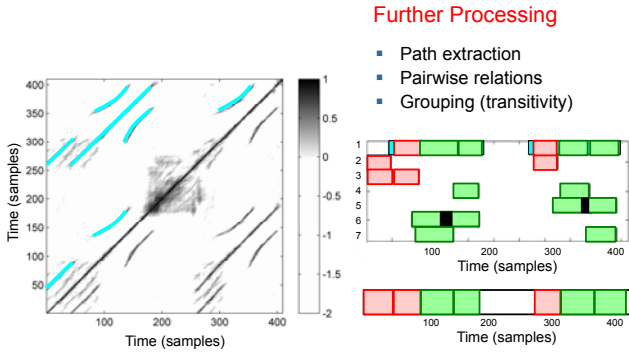 Further Processing
Path extraction
Pairwise relations
Grouping (transitivity)
400
350
300
250
200
150
100
50
Time (samples)
100 200 300 400
Time (samples)
1
0.5
0
-0.5
-1
-1.5
-2
1
2
3
4
5
6
7
100 200 300 400
Time (samples)
100 200 300 400
Time (samples)